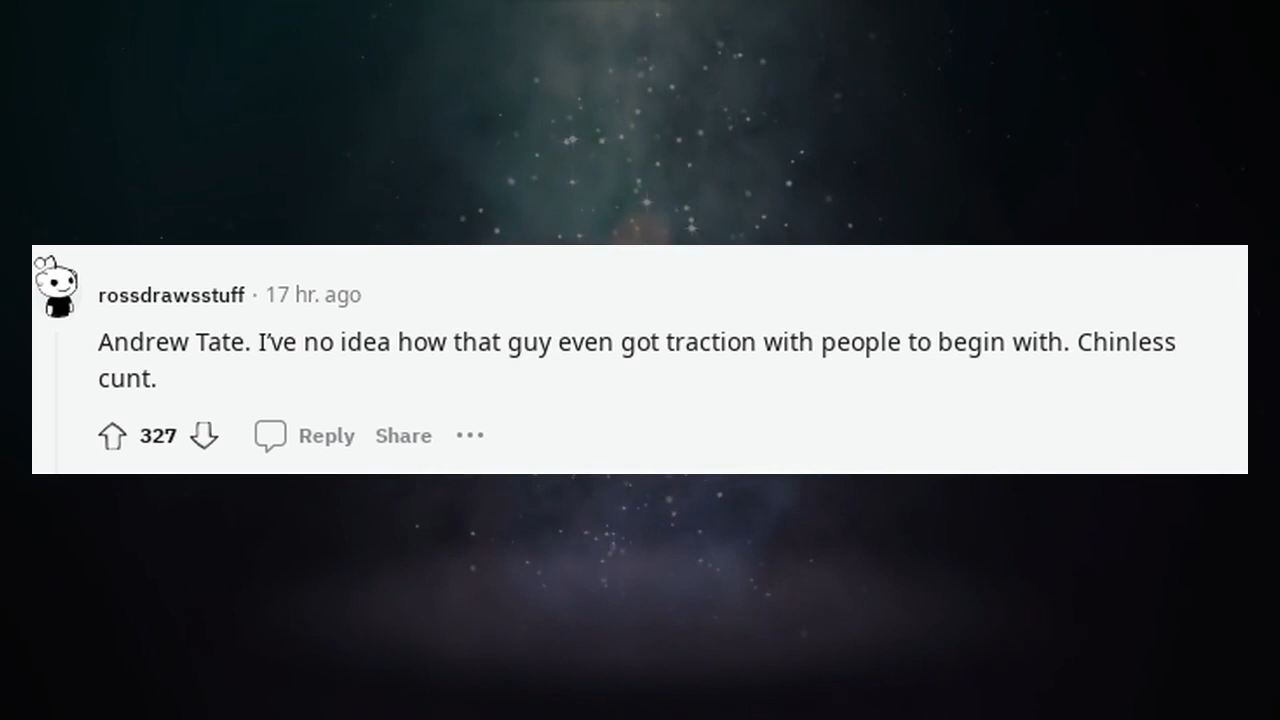 rossdrawsstuff · 17 hr. ago
Andrew Tate. I've no idea how that guy even got traction with people to begin with. Chinless
cunt.
327 Reply Share •••